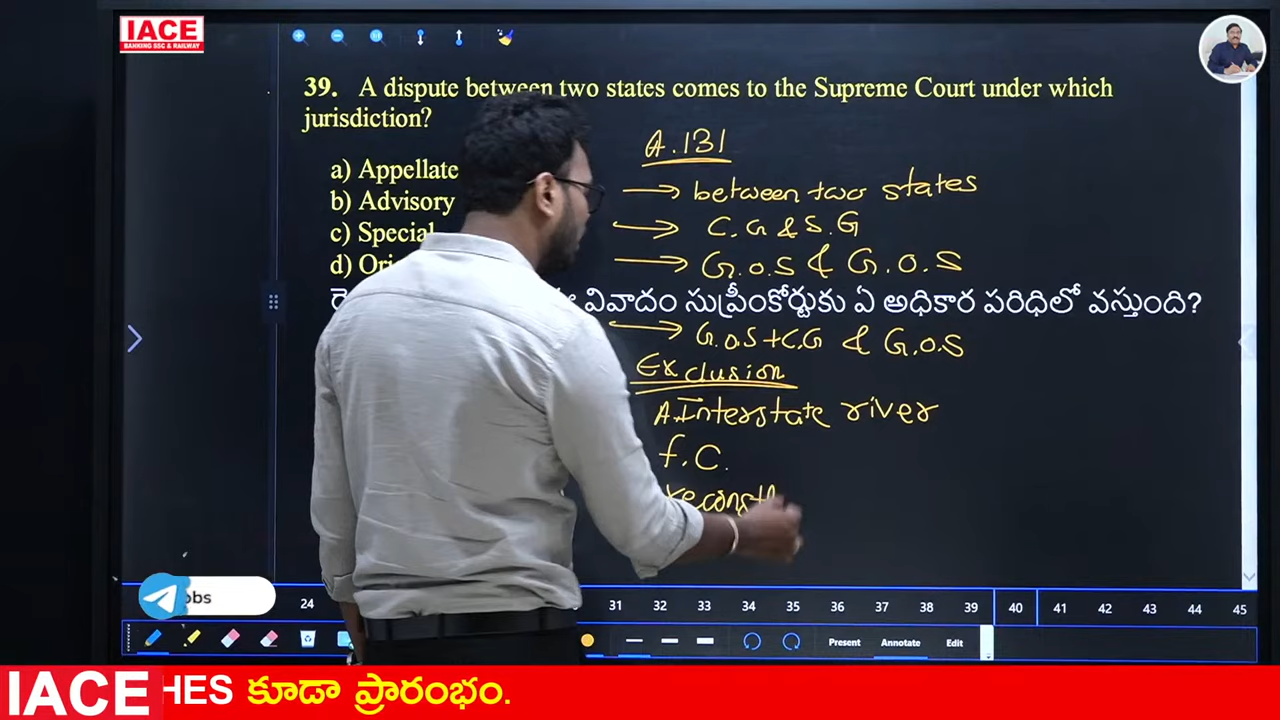 IACE
BANKING SSC & RAILWAY
39. A dispute between two states comes to the Supreme Court under which
jurisdiction?
A.131
a) Appellate
→ between two states
b) Advisory
→ C.G & S.G
c) Special
→ G.O.S & G.O.S
d)
వివాదం సుప్రీంకోర్టుకు ఏ అధికార పరిధిలో వస్తుంది?
→ G.O.S+C.G & G.O.S
Exclusion
A.Interstate river
F.C.
24 31 32 33 34 35 36 37 38 39 40 41 42 43 44 45
Present Annotate Edit
IACE HES కూడా ప్రారంభం.